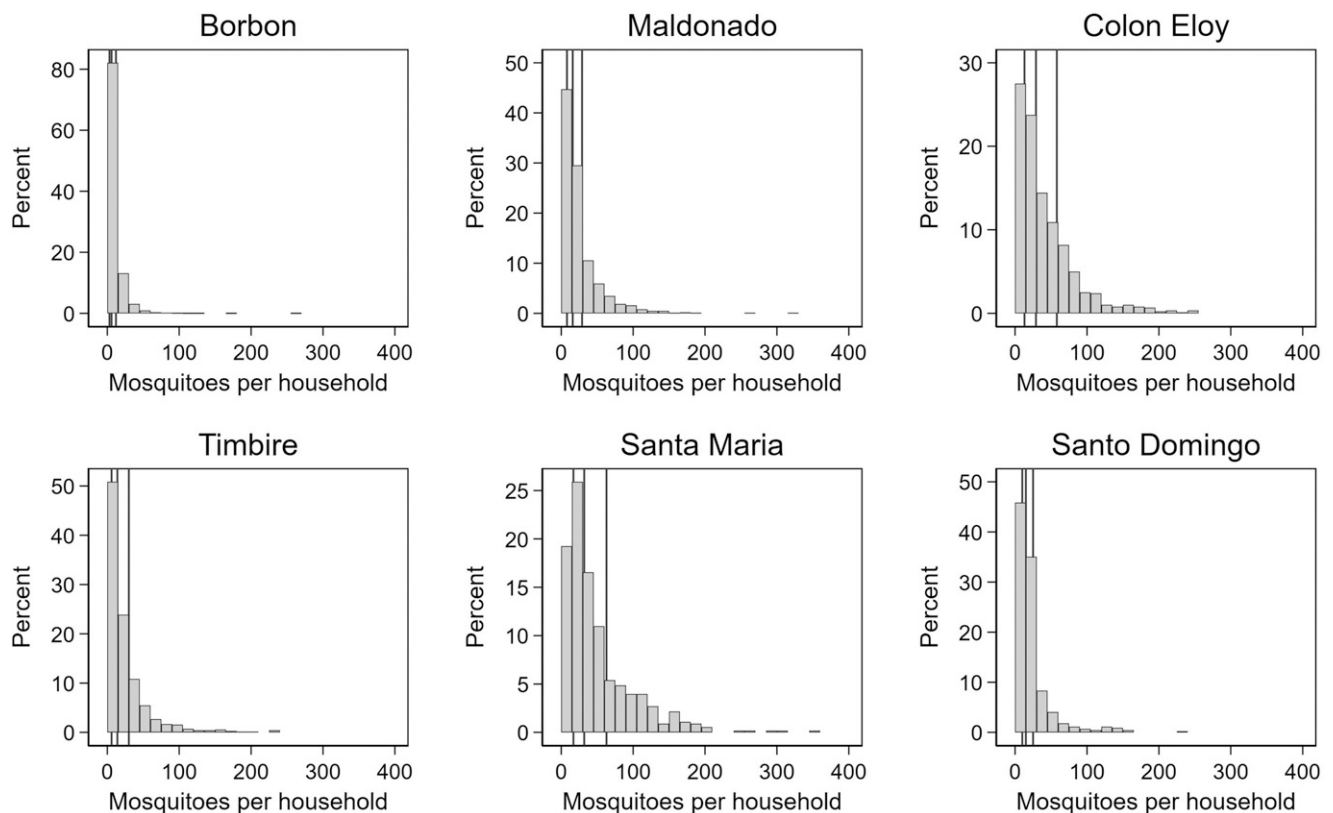 Borbon
Percent
80
60
40
20
0
0 100 200 300 400
Mosquitoes per household
Maldonado
Percent
50
40
30
20
10
0
0 100 200 300 400
Mosquitoes per household
Colon Eloy
Percent
30
20
10
0
0 100 200 300 400
Mosquitoes per household
Timbire
Percent
50
40
30
20
10
0
0 100 200 300 400
Mosquitoes per household
Santa Maria
Percent
25
20
15
10
5
0
0 100 200 300 400
Mosquitoes per household
Santo Domingo
Percent
50
40
30
20
10
0
0 100 200 300 400
Mosquitoes per household